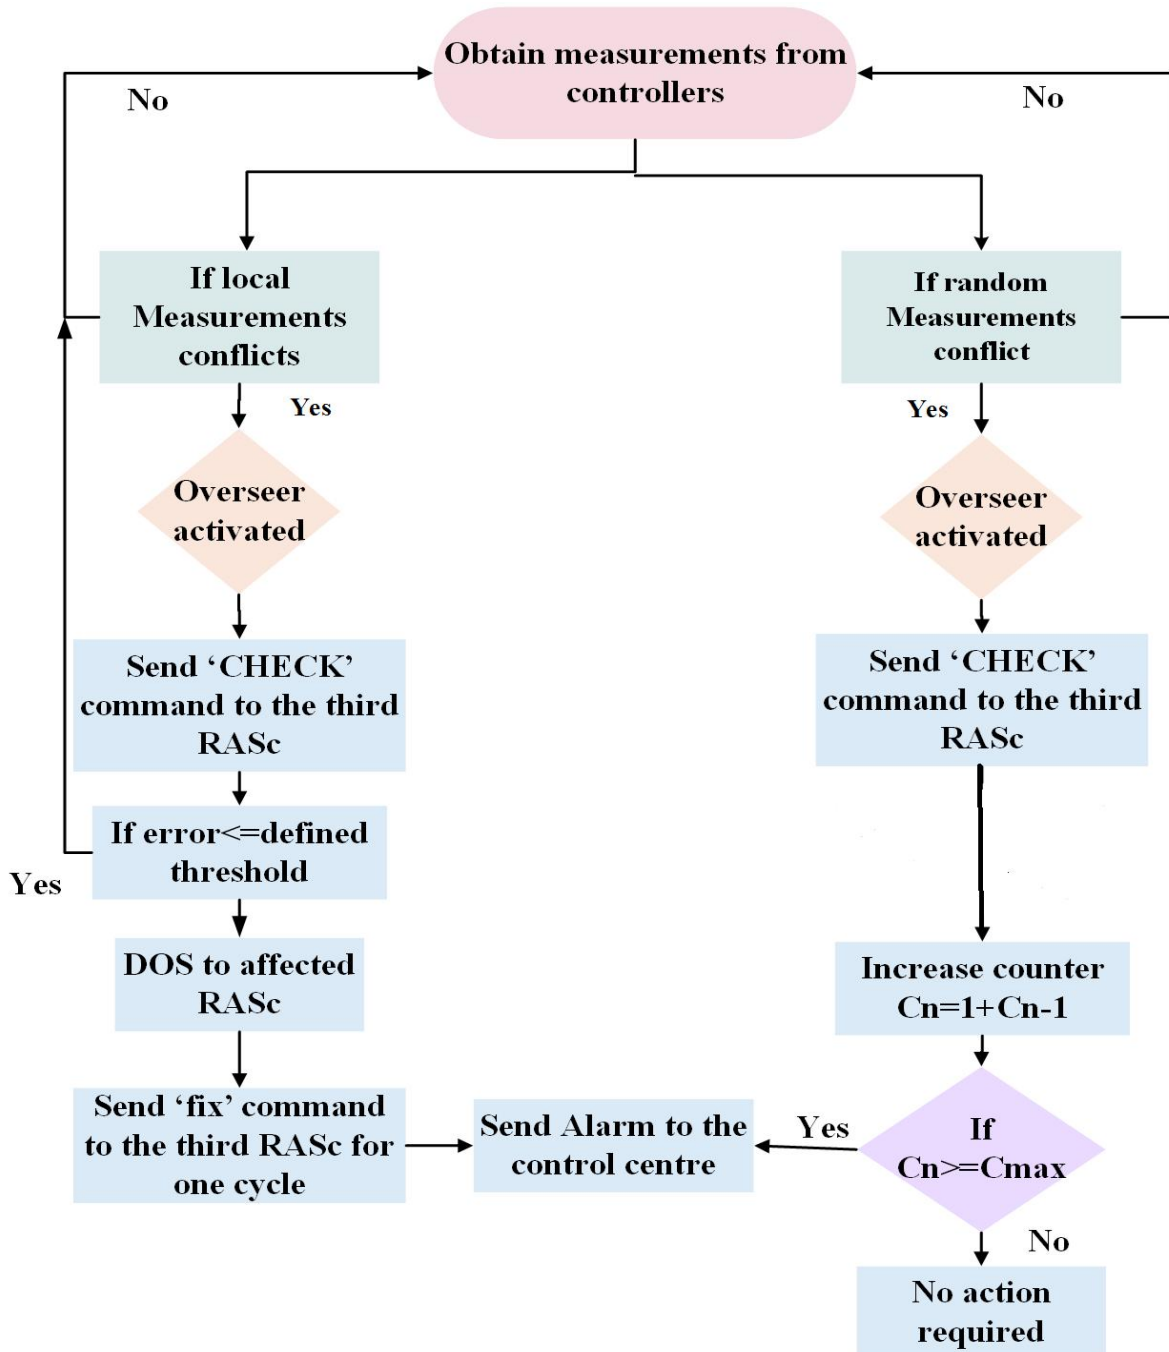 Obtain measurements from
controllers
No
No
If local
Measurements
conflicts
If random
Measurements
conflict
Yes
Yes
Overseer
activated
Overseer
activated
Send ‘CHECK’
command to the third
RASc
Send ‘CHECK’
command to the third
RASc
If error<=defined
threshold
Yes
DOS to affected
RASc
Increase counter
Cn=1+Cn-1
Send ‘fix’ command
to the third RASc for
one cycle
Send Alarm to the
control centre
Yes
If
Cn>=Cmax
No
No action
required